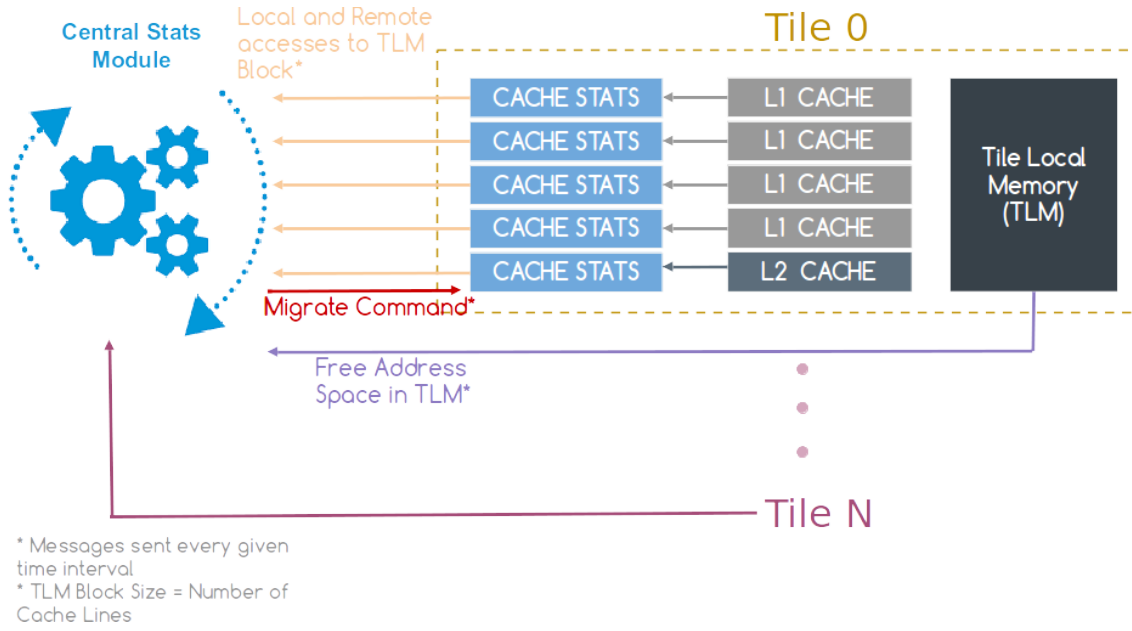 Central Stats
Module
Local and Remote
accesses to TLM
Block*
Tile 0
CACHE STATS
L1 CACHE
CACHE STATS
L1 CACHE
CACHE STATS
L1 CACHE
CACHE STATS
L1 CACHE
CACHE STATS
L2 CACHE
Tile Local
Memory
(TLM)
Migrate Command*
Free Address
Space in TLM*
Tile N
* Messages sent every given
time interval
* TLM Block Size = Number of
Cache Lines